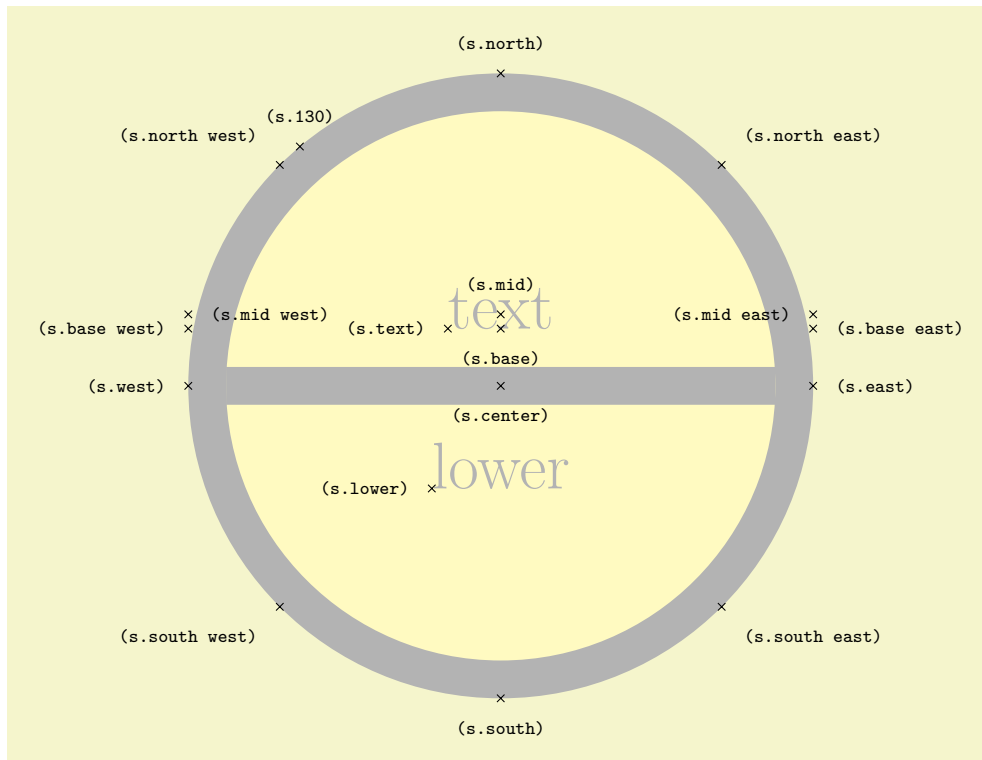 (s.north)
(s.130)
(s.north west)
(s.north east)
(s.mid)
text
(s.mid west)
(s.mid east)
(s.base west)
(s.text)
(s.base east)
(s.base)
(s.west)
(s.east)
(s.center)
lower
(s.lower)
(s.south west)
(s.south east)
(s.south)